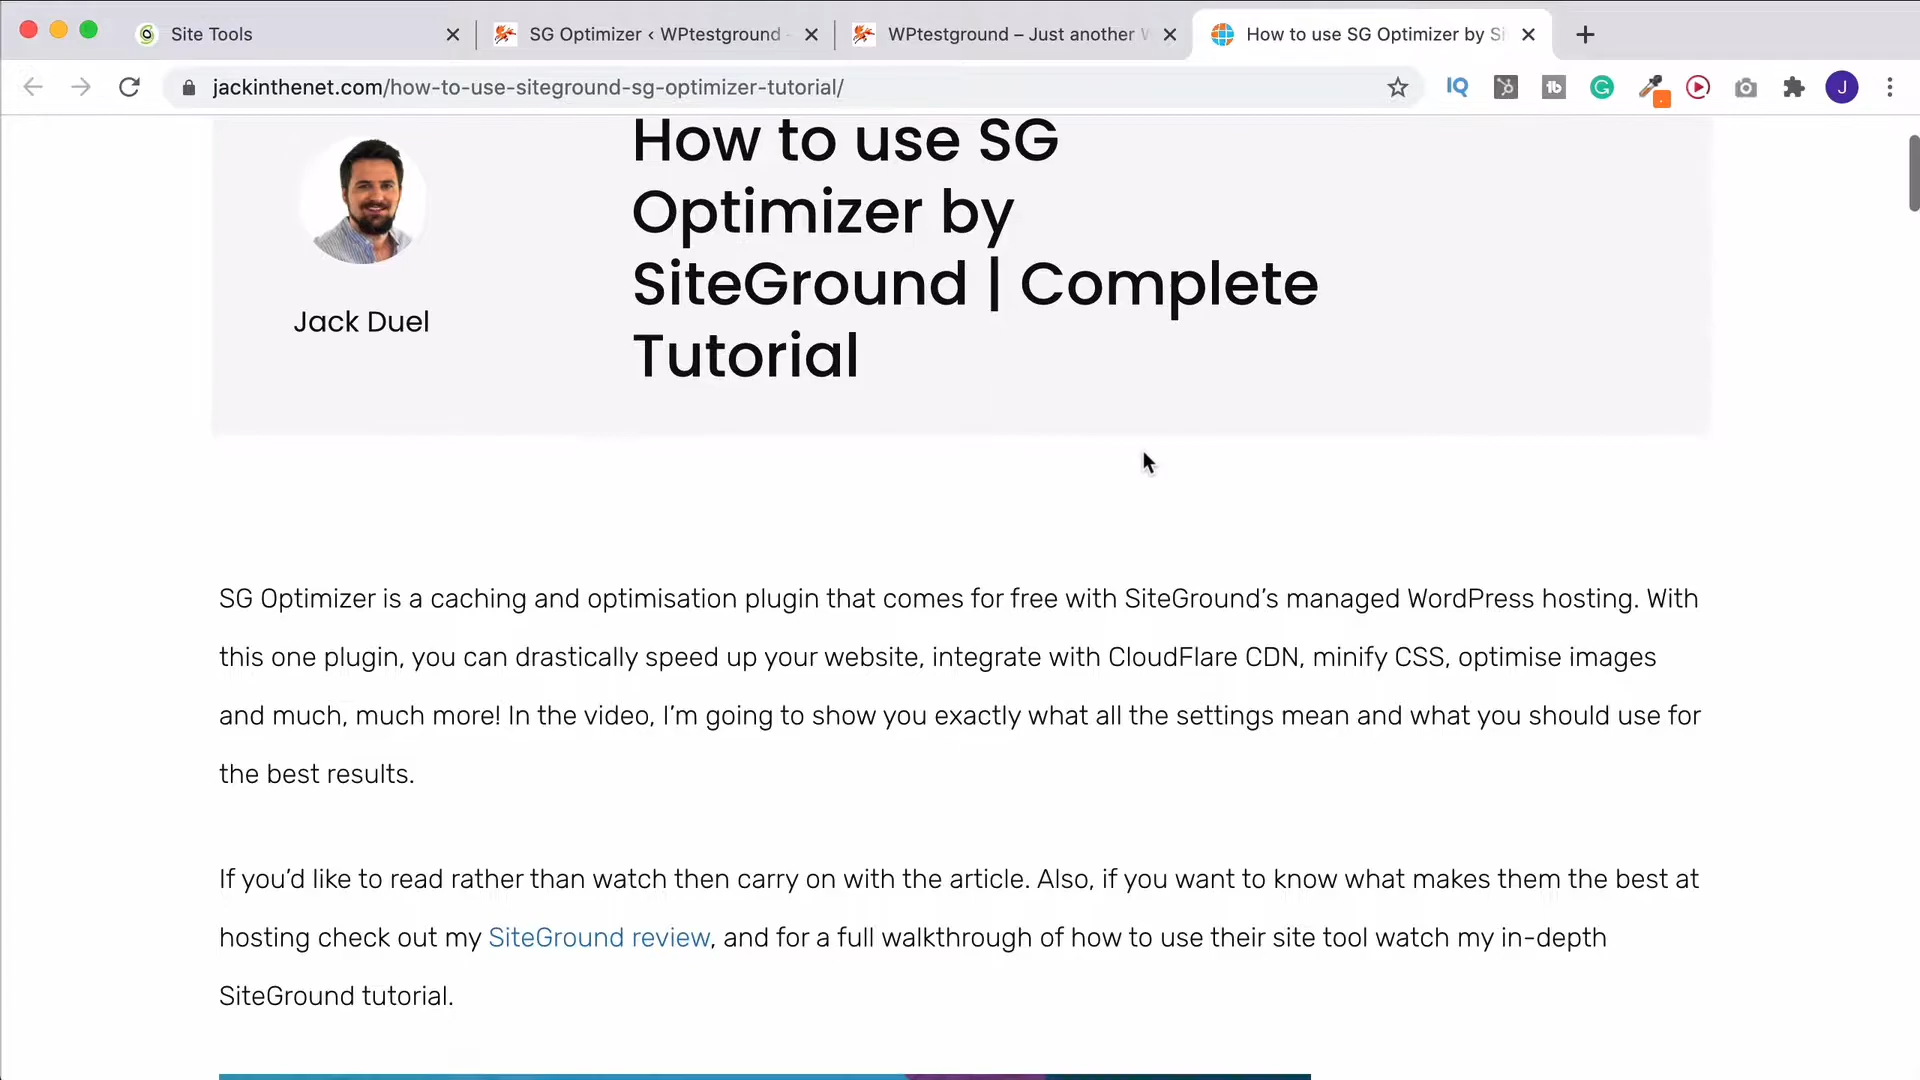 Site Tools
SG Optimizer ‹ WPtestground
WPtestground – Just another
How to use SG Optimizer by Si
jackinthenet.com/how-to-use-siteground-sg-optimizer-tutorial/
IQ
tb
G
J
How to use SG
Optimizer by
SiteGround | Complete
Tutorial
Jack Duel
SG Optimizer is a caching and optimisation plugin that comes for free with SiteGround’s managed WordPress hosting. With
this one plugin, you can drastically speed up your website, integrate with CloudFlare CDN, minify CSS, optimise images
and much, much more! In the video, I’m going to show you exactly what all the settings mean and what you should use for
the best results.
If you’d like to read rather than watch then carry on with the article. Also, if you want to know what makes them the best at
hosting check out my SiteGround review, and for a full walkthrough of how to use their site tool watch my in-depth
SiteGround tutorial.